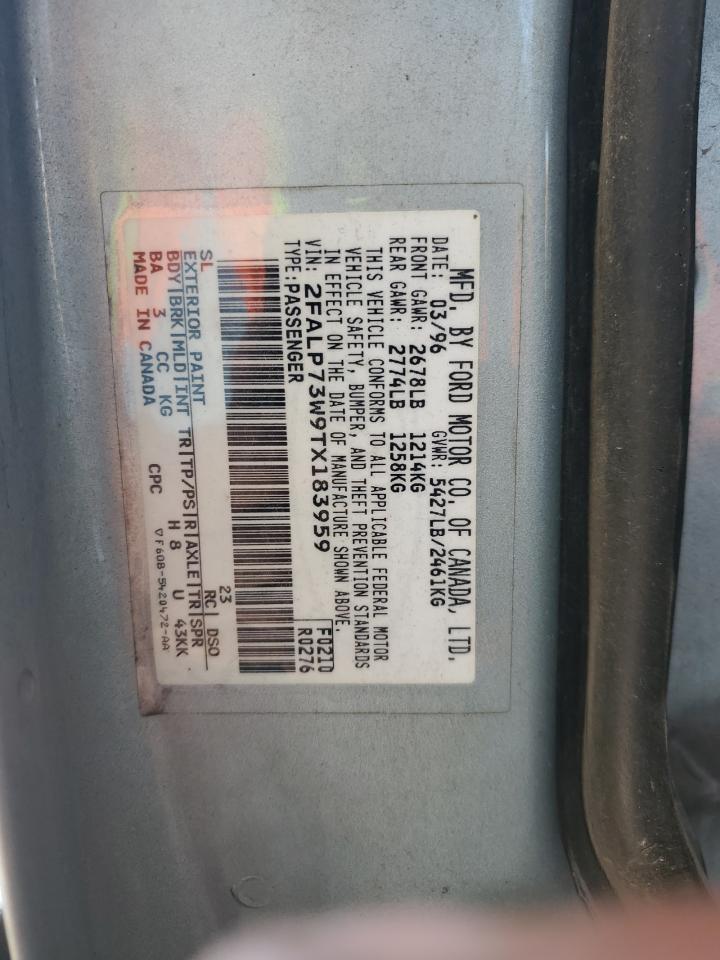 MFD. BY FORD MOTOR CO. OF CANADA, LTD.
DATE: 03/96 GVWR: 5427LB/2461KG
FRONT GAWR: 2678LB 1214KG
REAR GAWR: 2774LB 1258KG
THIS VEHICLE CONFORMS TO ALL APPLICABLE FEDERAL MOTOR
VEHICLE SAFETY, BUMPER, AND THEFT PREVENTION STANDARDS
IN EFFECT ON THE DATE OF MANUFACTURE SHOWN ABOVE.
VIN: 2FALP73W9TX183959 F0210
TYPE: PASSENGER R0276
23
SL RC| DSO
EXTERIOR PAINT
BDY|BRK|MLD|INT TR|TP/PS|R|AXLE|TR|SPR
BA 3 CC KG H 8 U 43KK
MADE IN CANADA CPC ▽F60B-5420472-AA